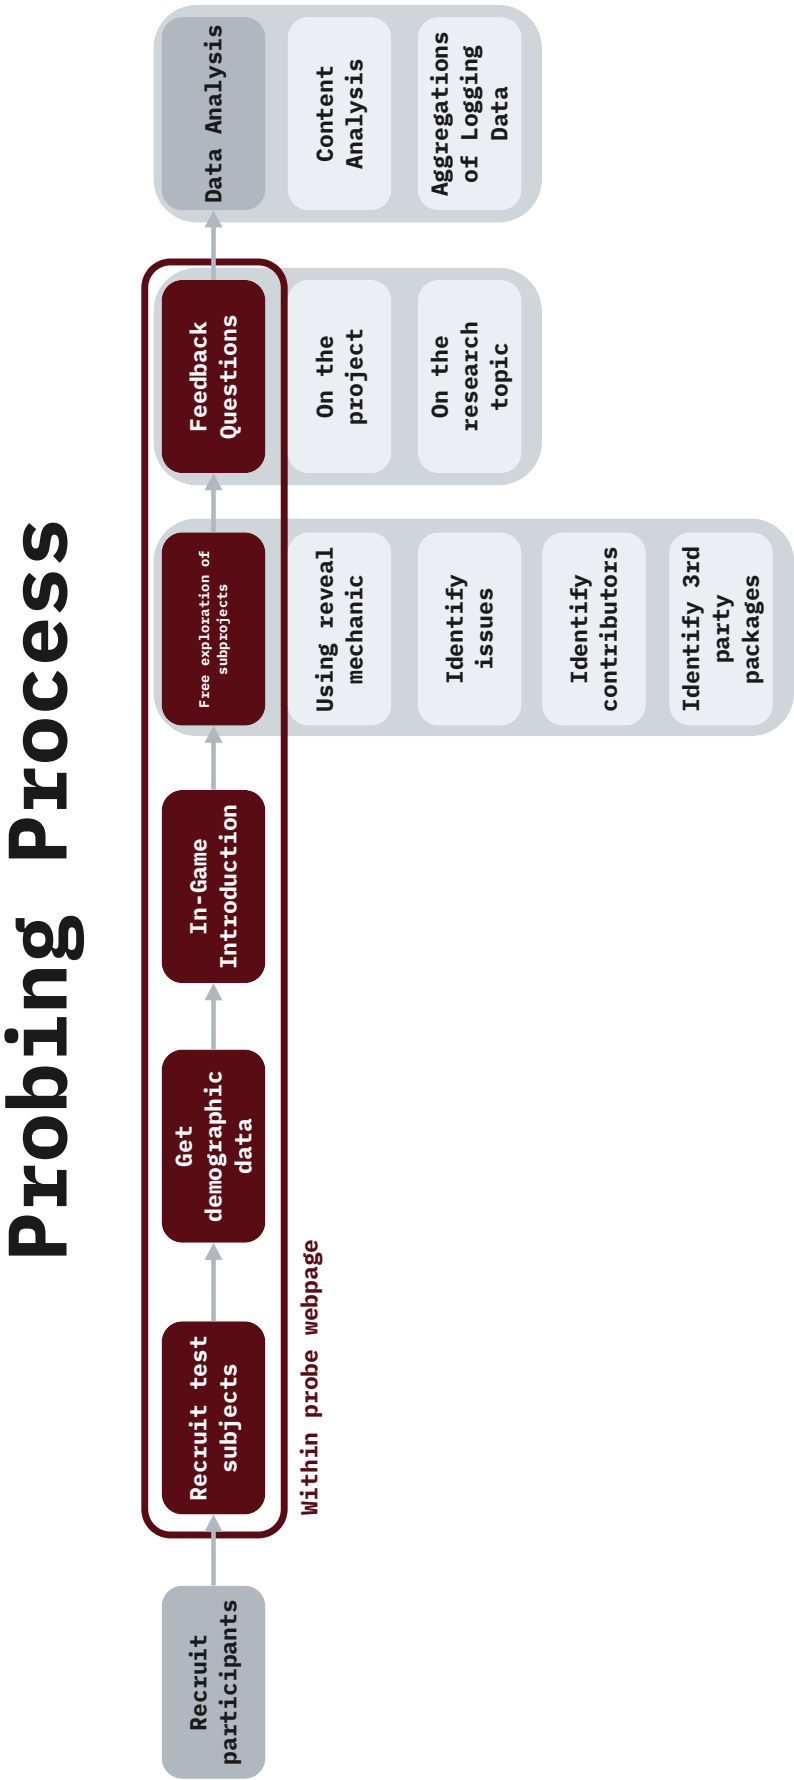 Probing Process
Recruit
participants
Recruit test
subjects
Get
demographic
data
In-Game
Introduction
Free exploration of
subprojects
Feedback
Questions
Data Analysis
Within probe webpage
Using reveal
mechanic
On the
project
Content
Analysis
Identify
issues
On the
research
topic
Aggregations
of Logging
Data
Identify
contributors
Identify 3rd
party
packages